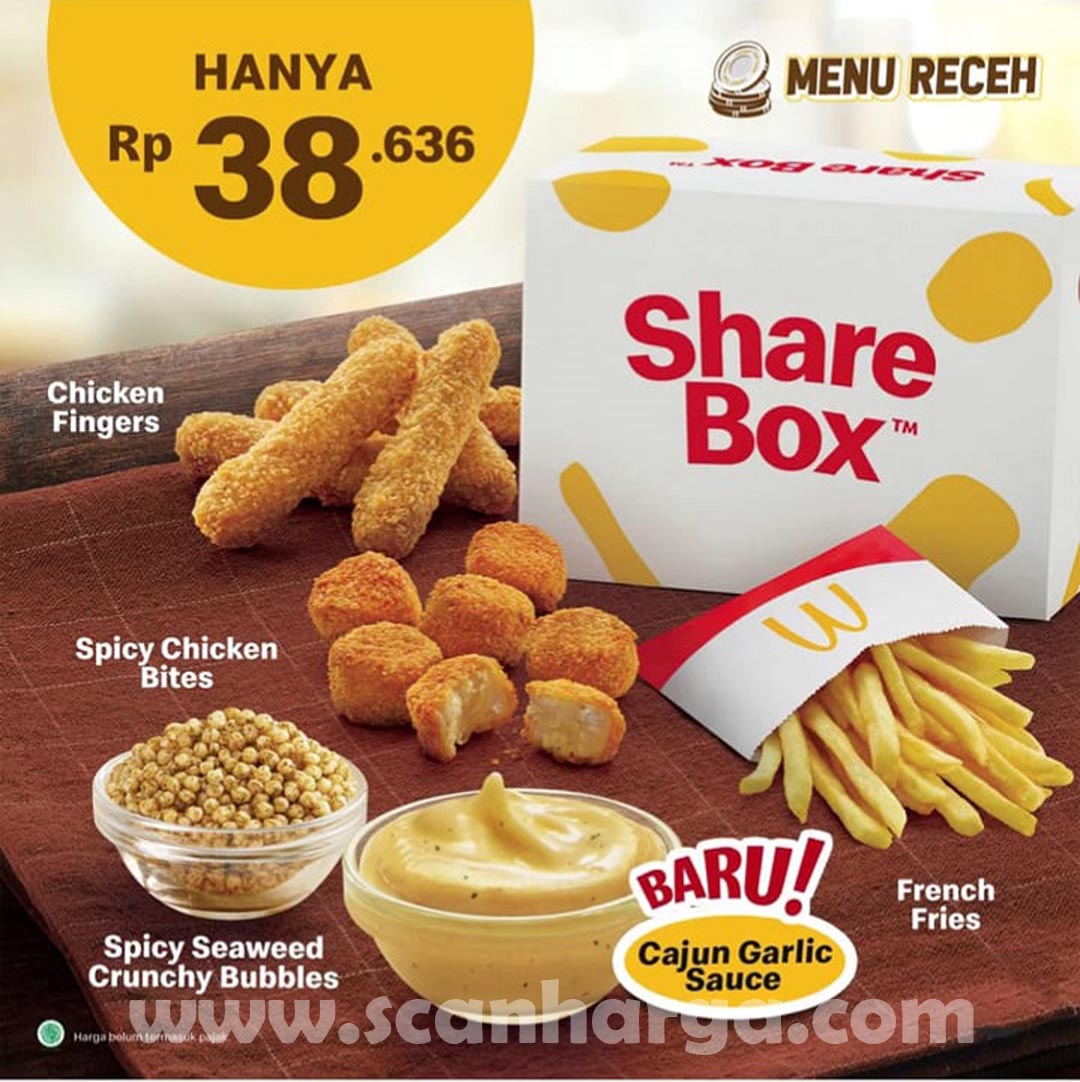 HANYA
Rp 38.636
MENU RECEH
Share Box™
Share
Box™
Chicken
Fingers
Spicy Chicken
Bites
Spicy Seaweed
Crunchy Bubbles
BARU!
Cajun Garlic
Sauce
French
Fries
www.scanharga.com
Harga belum termasuk pajak